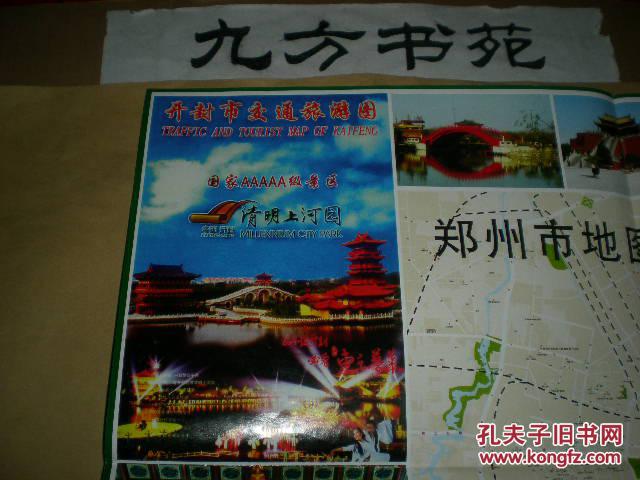 九方书苑
开封市交通旅游图
TRAFFIC AND TOURIST MAP OF KAIFENG
国家AAAAA级景区
清明上河园
MILLENNIUM CITY PARK
郑州市地图
孔夫子旧书网
www.kongfz.com